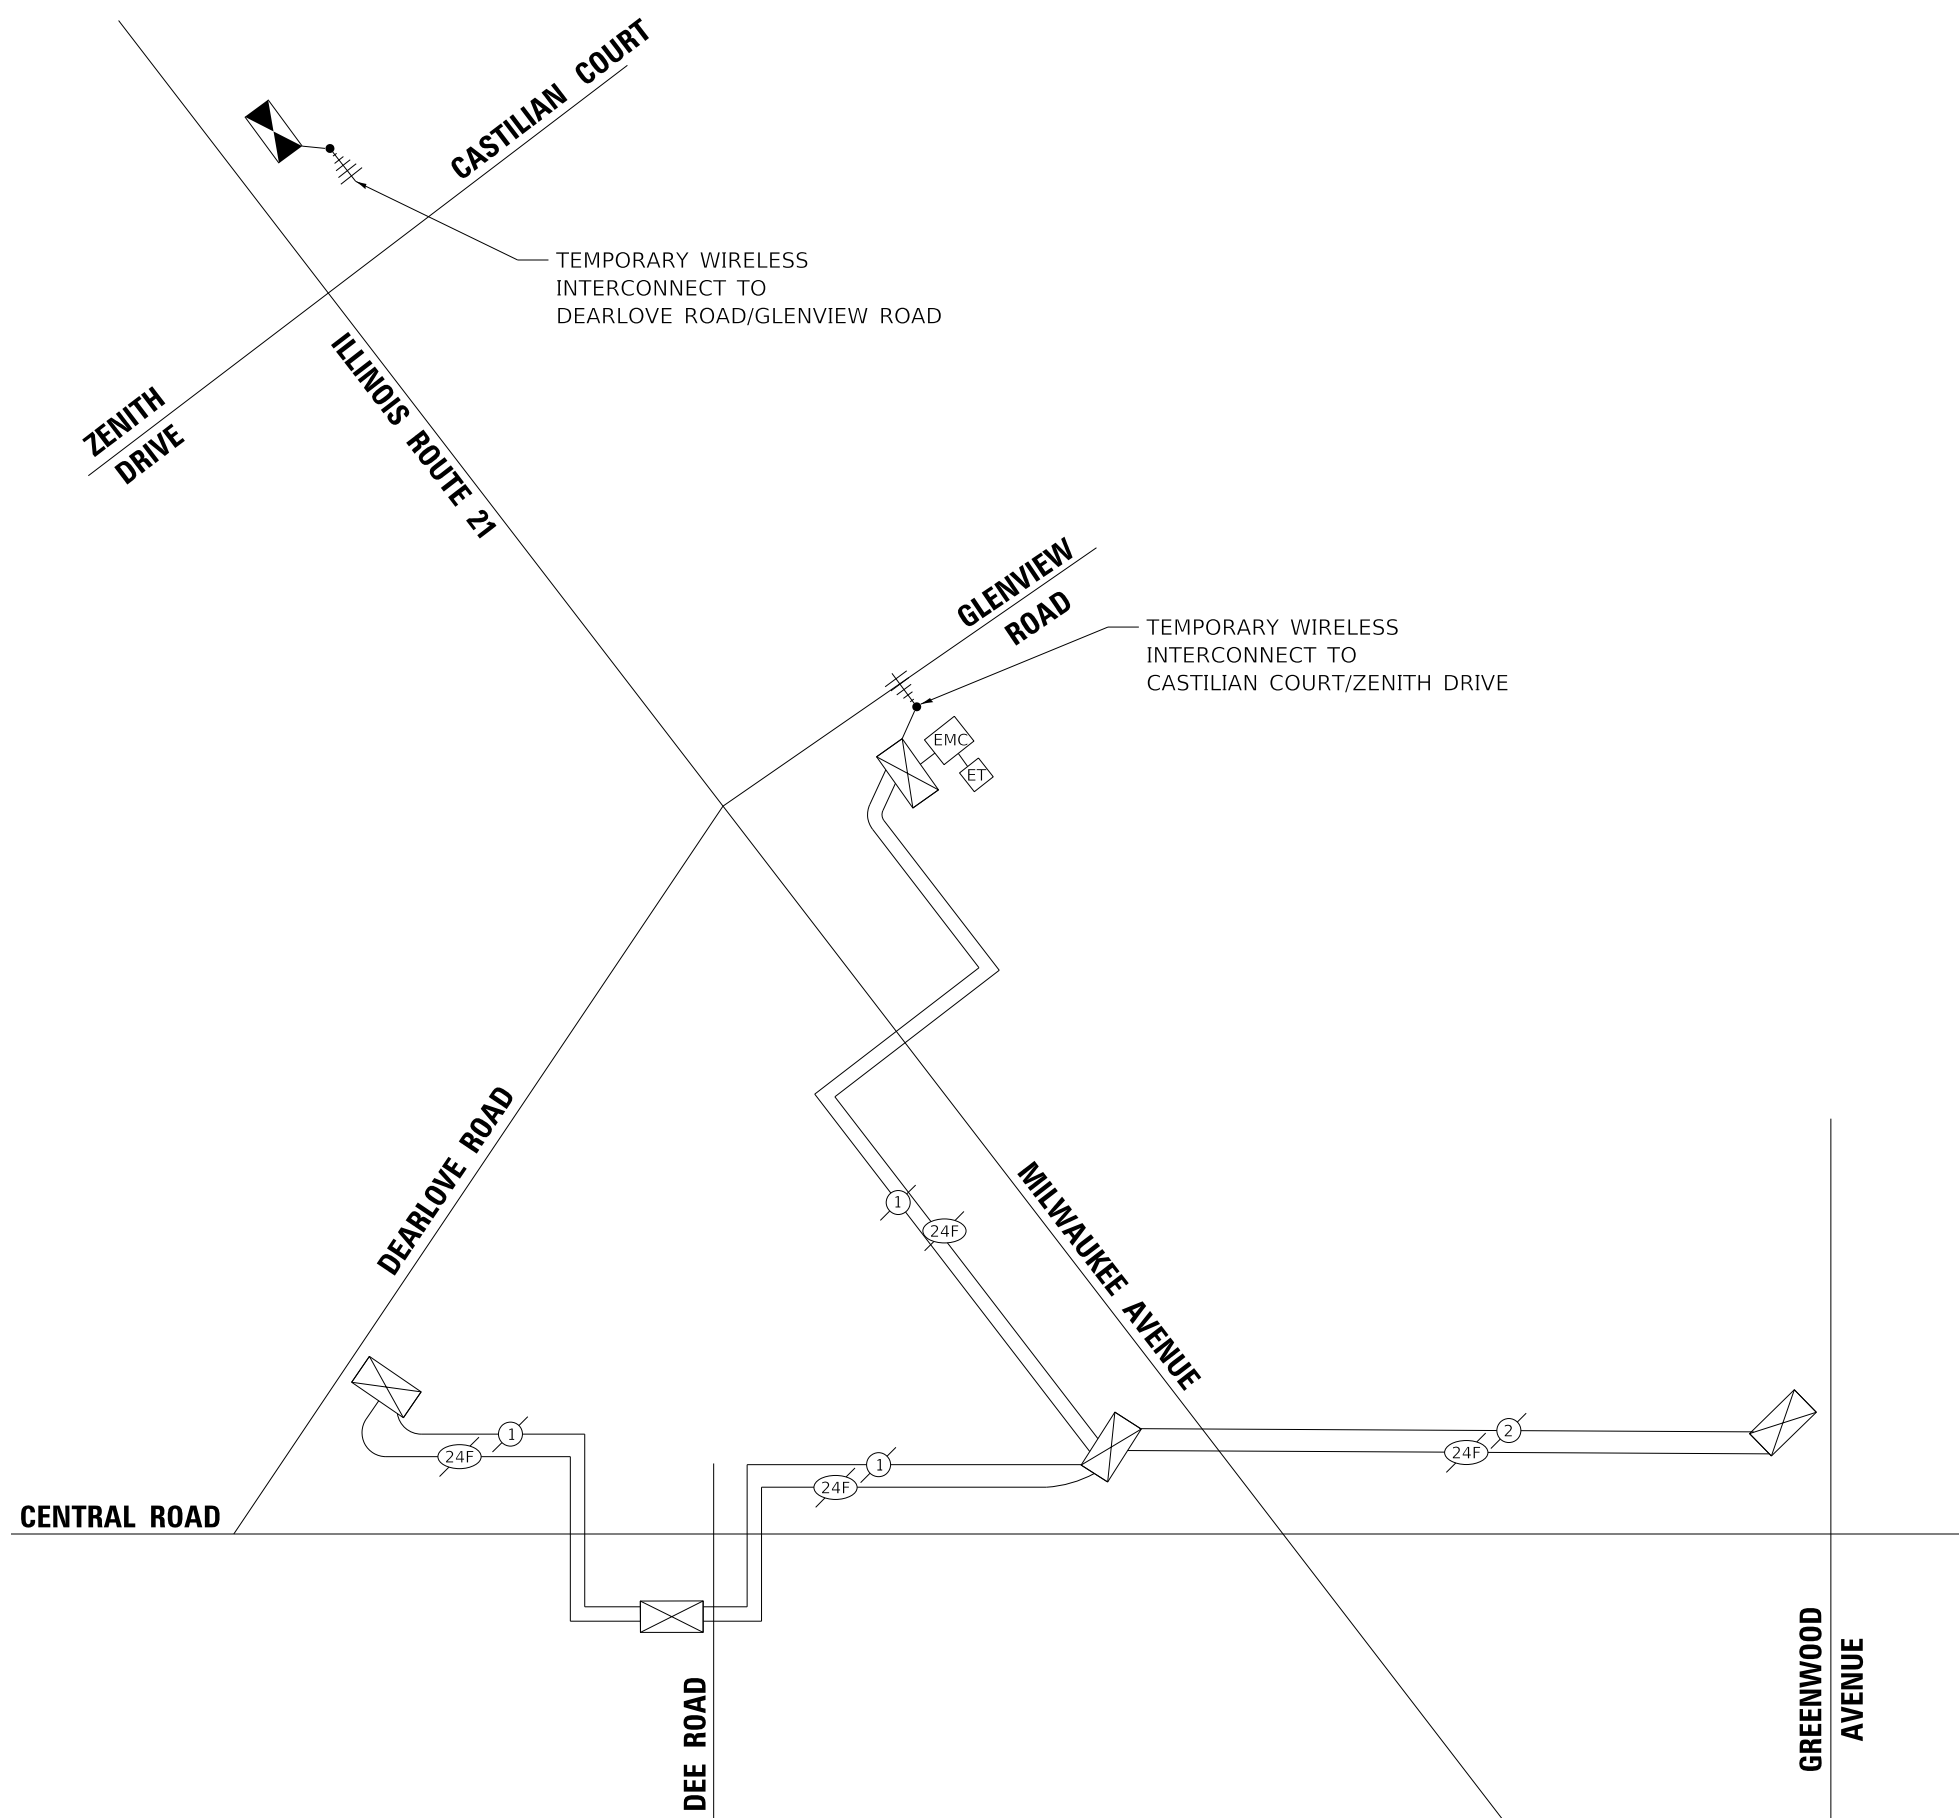 CASTILIAN COURT
TEMPORARY WIRELESS
INTERCONNECT TO
DEARLOVE ROAD/GLENVIEW ROAD
ZENITH
DRIVE
ILLINOIS ROUTE 21
GLENVIEW
ROAD
TEMPORARY WIRELESS
INTERCONNECT TO
CASTILIAN COURT/ZENITH DRIVE
EMC
ET
DEARLOVE ROAD
1
24F
MILWAUKEE AVENUE
1
24F
1
24F
2
24F
CENTRAL ROAD
DEE ROAD
GREENWOOD
AVENUE